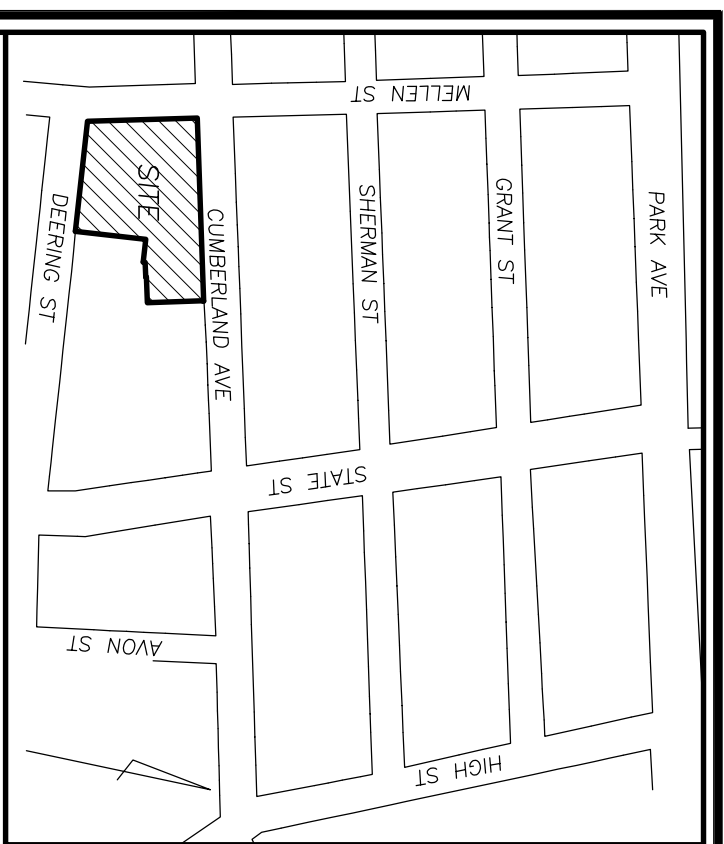 MELLEN ST
SITE
DEERING ST
CUMBERLAND AVE
SHERMAN ST
GRANT ST
PARK AVE
STATE ST
AVON ST
HIGH ST